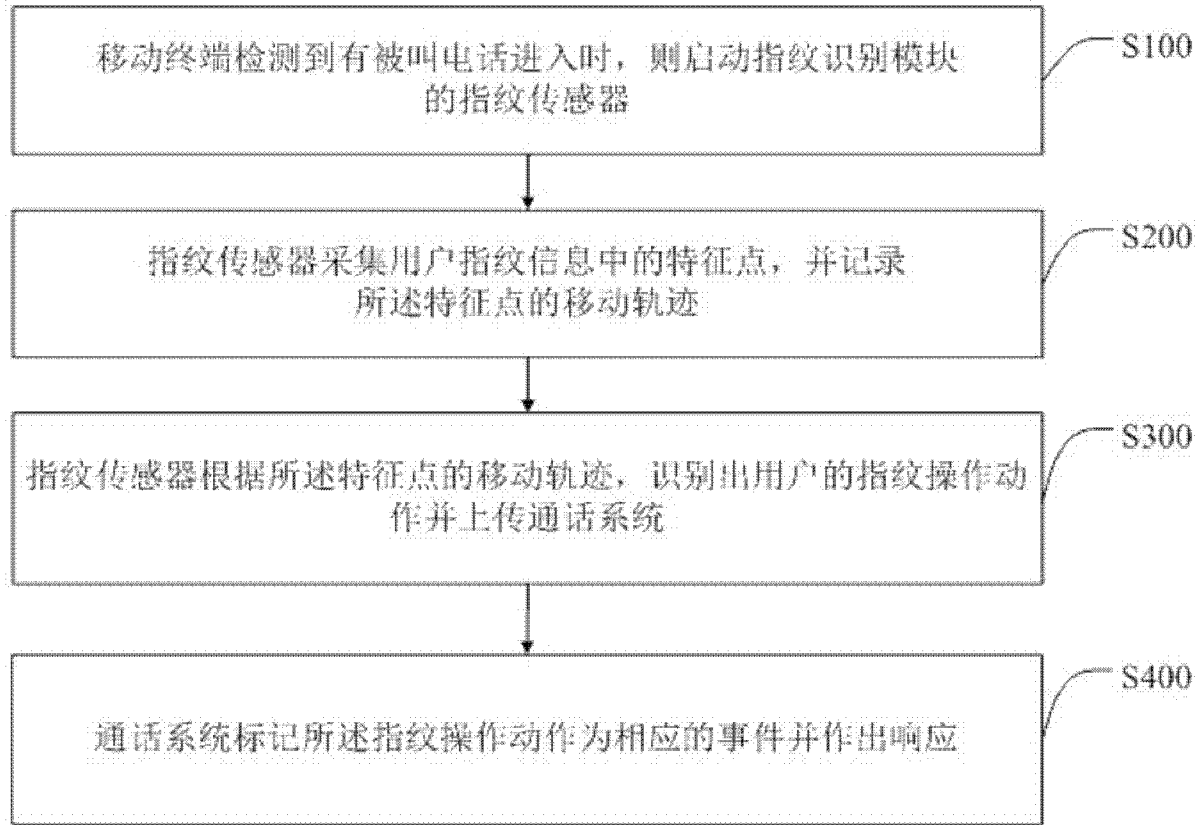 移动终端检测到有被叫电话进入时，则启动指纹识别模块
的指纹传感器
S100
指纹传感器采集用户指纹信息中的特征点，并记录
所述特征点的移动轨迹
S200
指纹传感器根据所述特征点的移动轨迹，识别出用户的指纹操作动
作并上传通话系统
S300
通话系统标记所述指纹操作动作为相应的事件并作出响应
S400